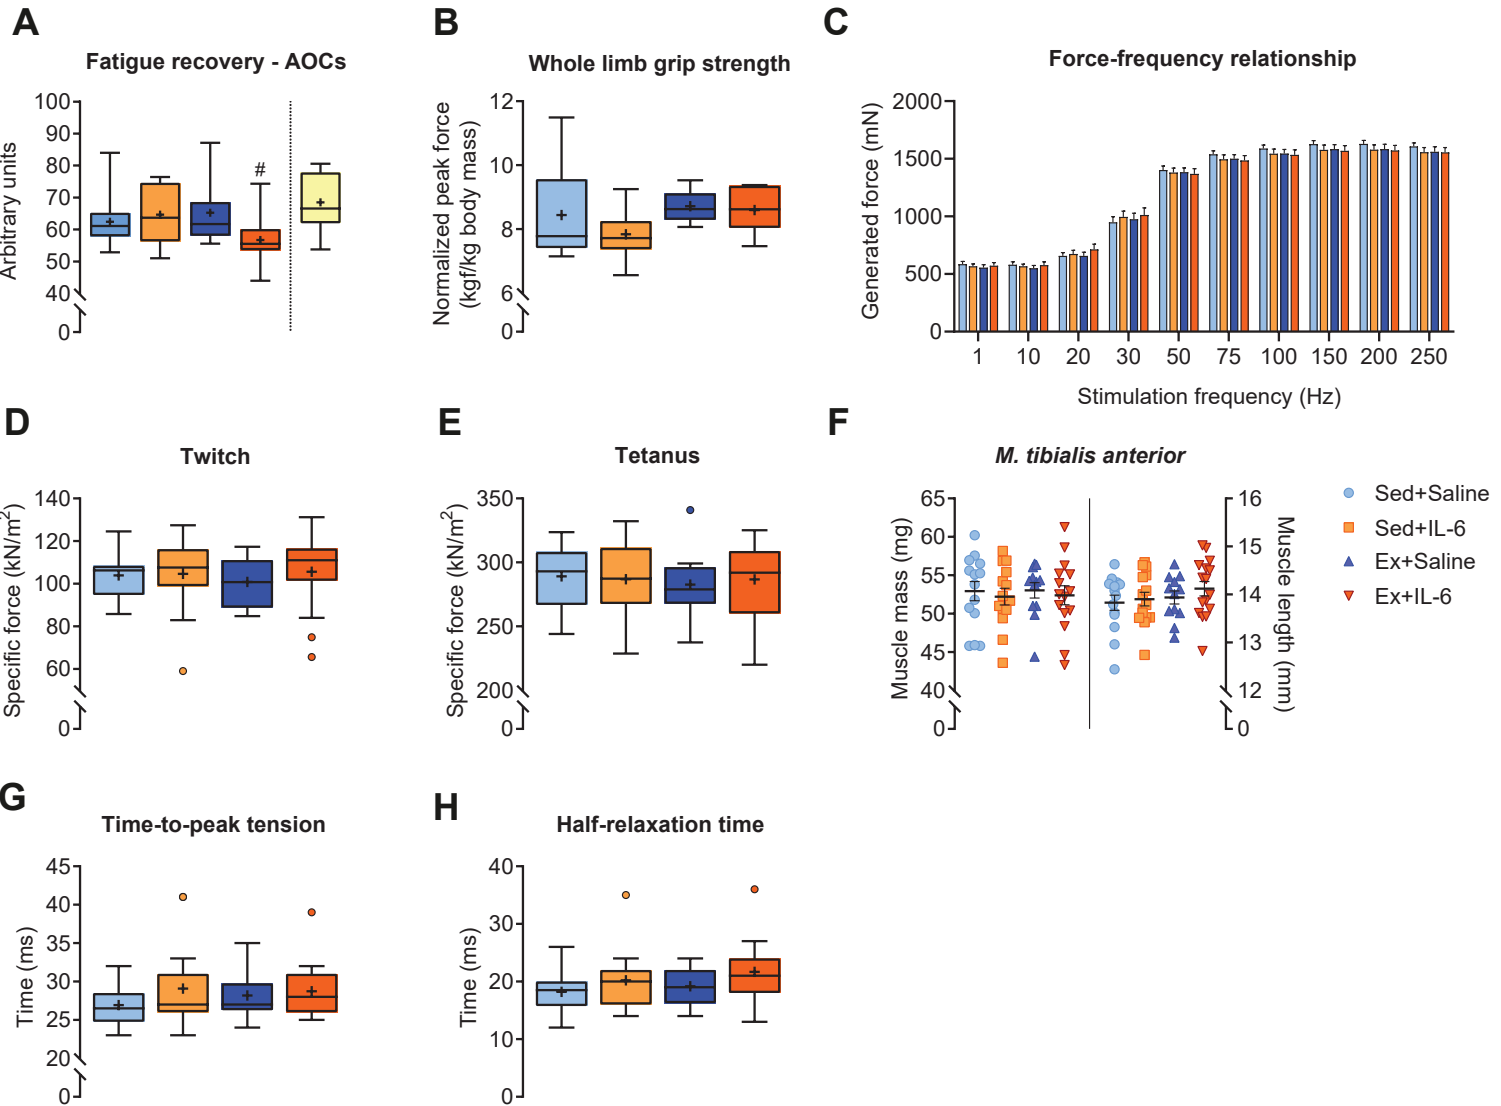 A
Fatigue recovery - AOCs
Arbitrary units
100
90
80
70
60
50
40
0
#
B
Whole limb grip strength
Normalized peak force
(kgf/kg body mass)
12
10
8
6
0
C
Force-frequency relationship
Generated force (mN)
2000
1500
1000
500
0
1 10 20 30 50 75 100 150 200 250
Stimulation frequency (Hz)
D
Twitch
Specific force (kN/m²)
140
120
100
80
60
0
E
Tetanus
Specific force (kN/m²)
350
300
250
200
0
F
M. tibialis anterior
Muscle mass (mg)
65
60
55
50
45
40
0
16
15
14
13
12
0
Muscle length (mm)
Sed+Saline
Sed+IL-6
Ex+Saline
Ex+IL-6
G
Time-to-peak tension
Time (ms)
45
40
35
30
25
20
0
H
Half-relaxation time
Time (ms)
40
30
20
10
0